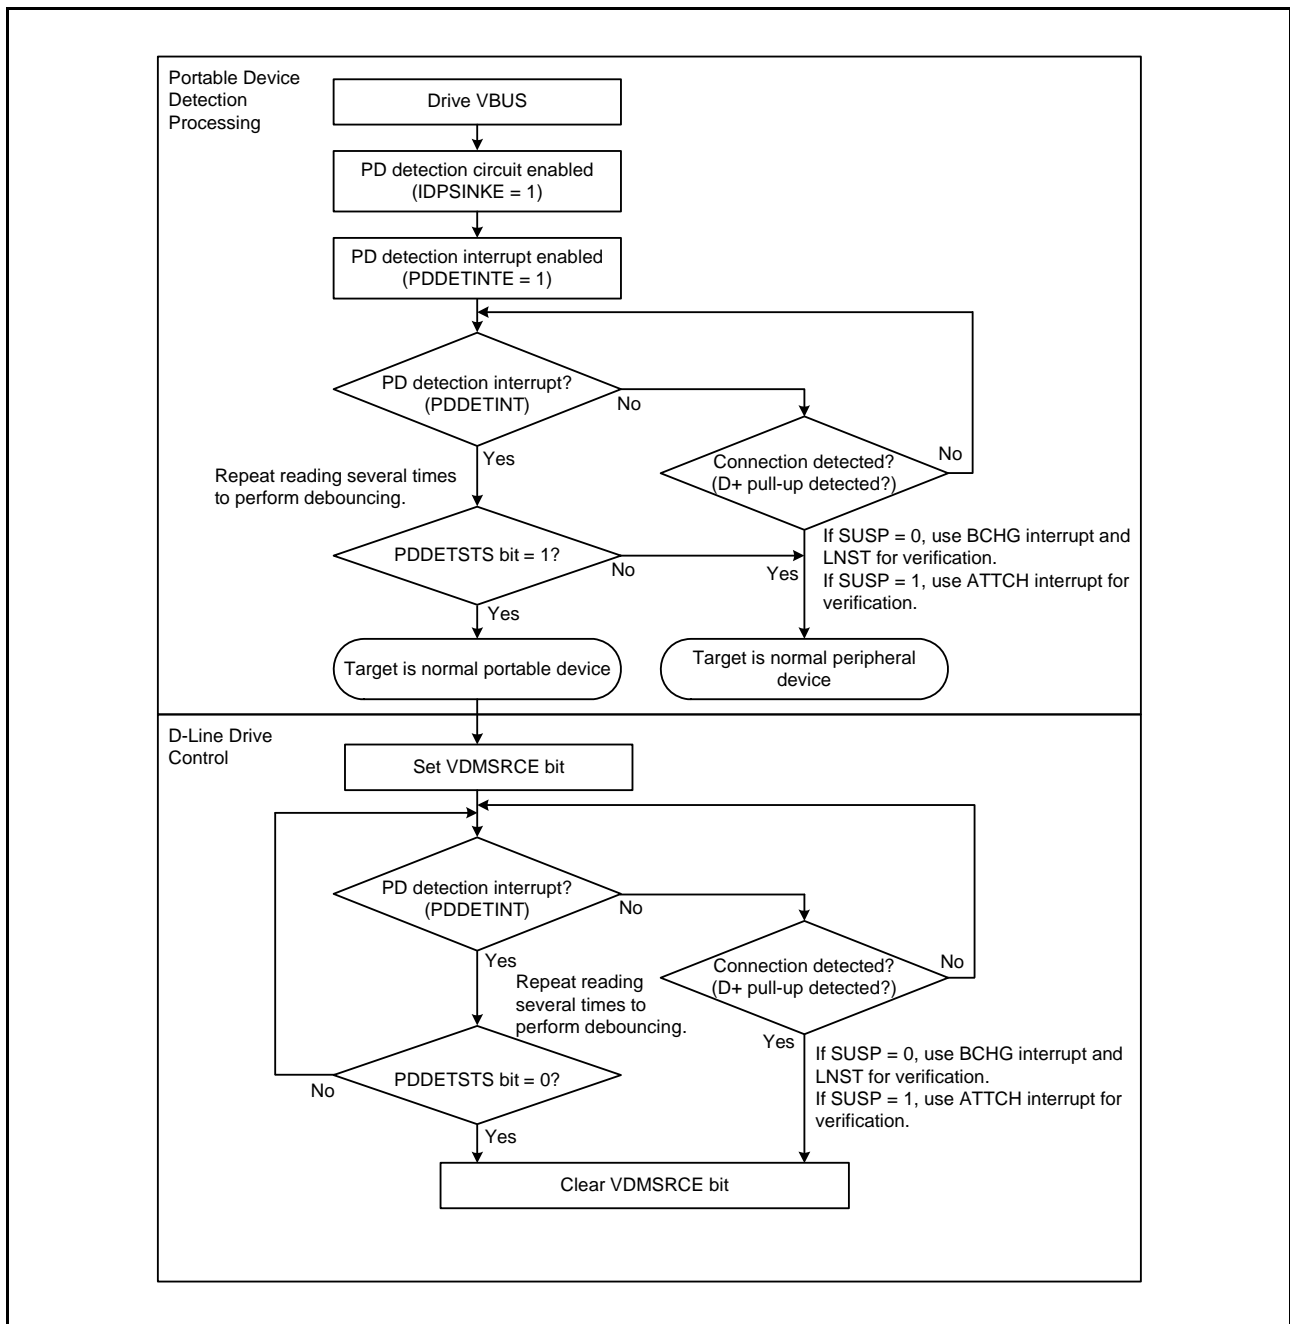 Portable Device
Detection
Processing
Drive VBUS
PD detection circuit enabled
(IDPSINKE = 1)
PD detection interrupt enabled
(PDDETINTE = 1)
PD detection interrupt?
(PDDETINT)
No
Yes
Connection detected?
(D+ pull-up detected?)
No
Repeat reading several times
to perform debouncing.
If SUSP = 0, use BCHG interrupt and
LNST for verification.
If SUSP = 1, use ATTCH interrupt for
verification.
PDDETSTS bit = 1?
No
Yes
Yes
Target is normal portable device
Target is normal peripheral
device
D-Line Drive
Control
Set VDMSRCE bit
PD detection interrupt?
(PDDETINT)
No
Yes
Connection detected?
(D+ pull-up detected?)
No
Repeat reading
several times to
perform debouncing.
Yes
If SUSP = 0, use BCHG interrupt and
LNST for verification.
If SUSP = 1, use ATTCH interrupt for
verification.
PDDETSTS bit = 0?
No
Yes
Clear VDMSRCE bit